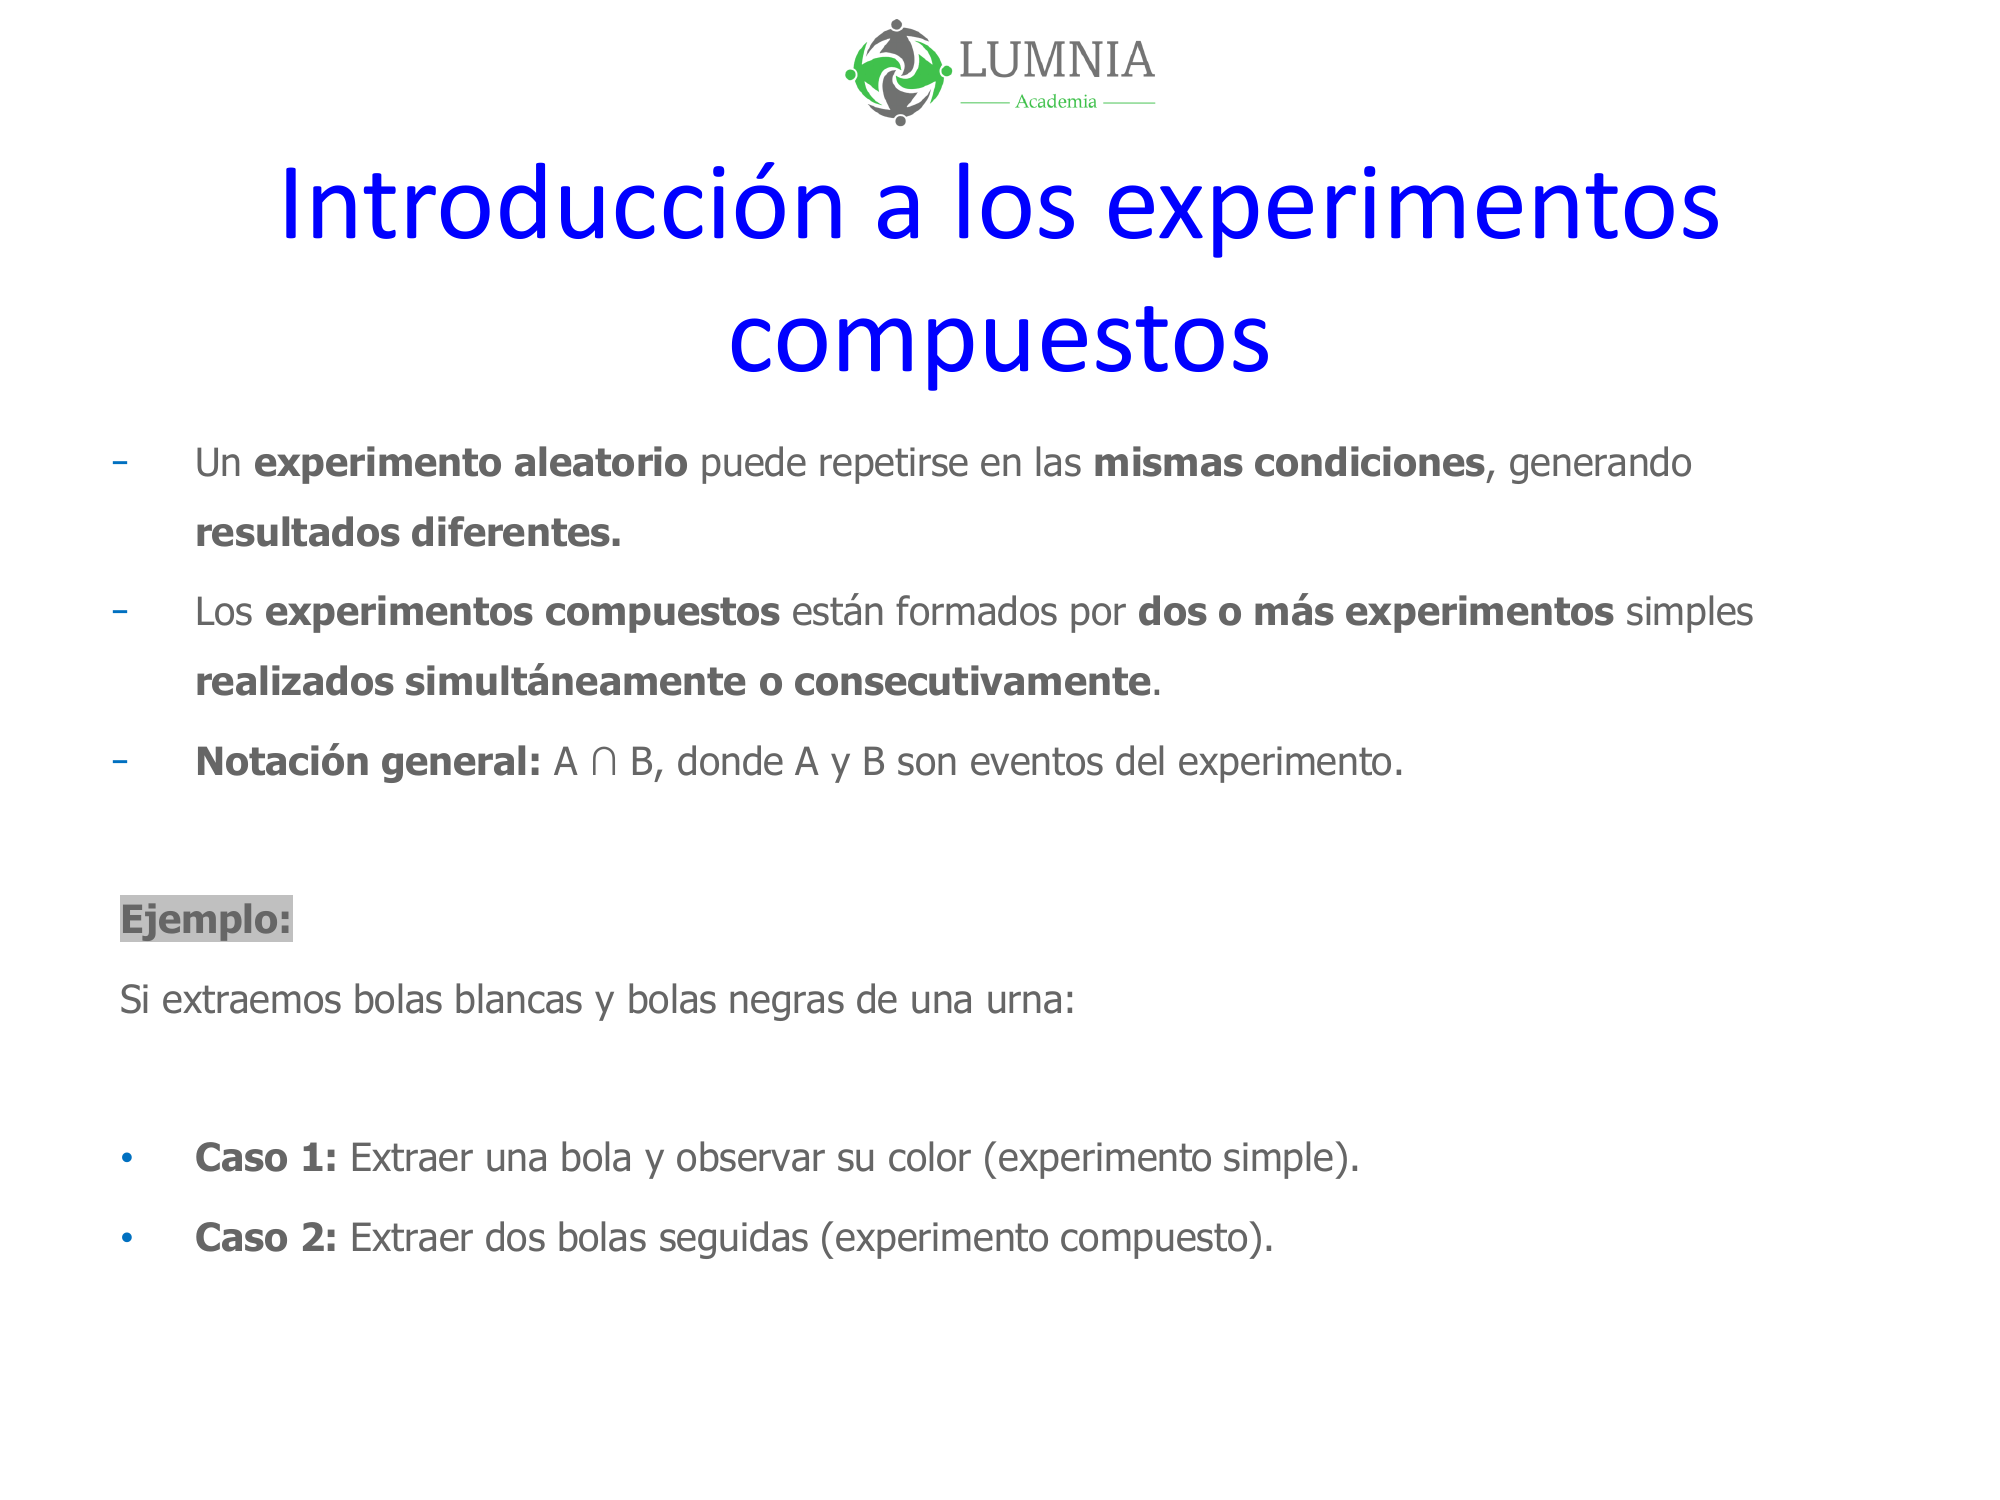 LUMNIA
Academia
Introducción a los experimentos
compuestos
- Un experimento aleatorio puede repetirse en las mismas condiciones, generando
resultados diferentes.
- Los experimentos compuestos están formados por dos o más experimentos simples
realizados simultáneamente o consecutivamente.
- Notación general: A ∩ B, donde A y B son eventos del experimento.
Ejemplo:
Si extraemos bolas blancas y bolas negras de una urna:
• Caso 1: Extraer una bola y observar su color (experimento simple).
• Caso 2: Extraer dos bolas seguidas (experimento compuesto).